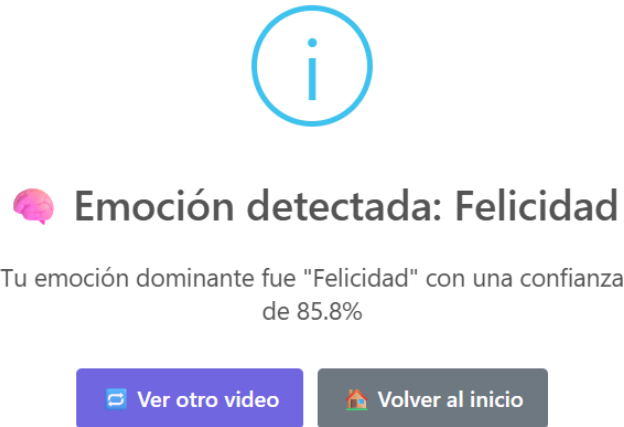 🧠 Emoción detectada: Felicidad
Tu emoción dominante fue "Felicidad" con una confianza
de 85.8%
🔁 Ver otro video
🏠 Volver al inicio